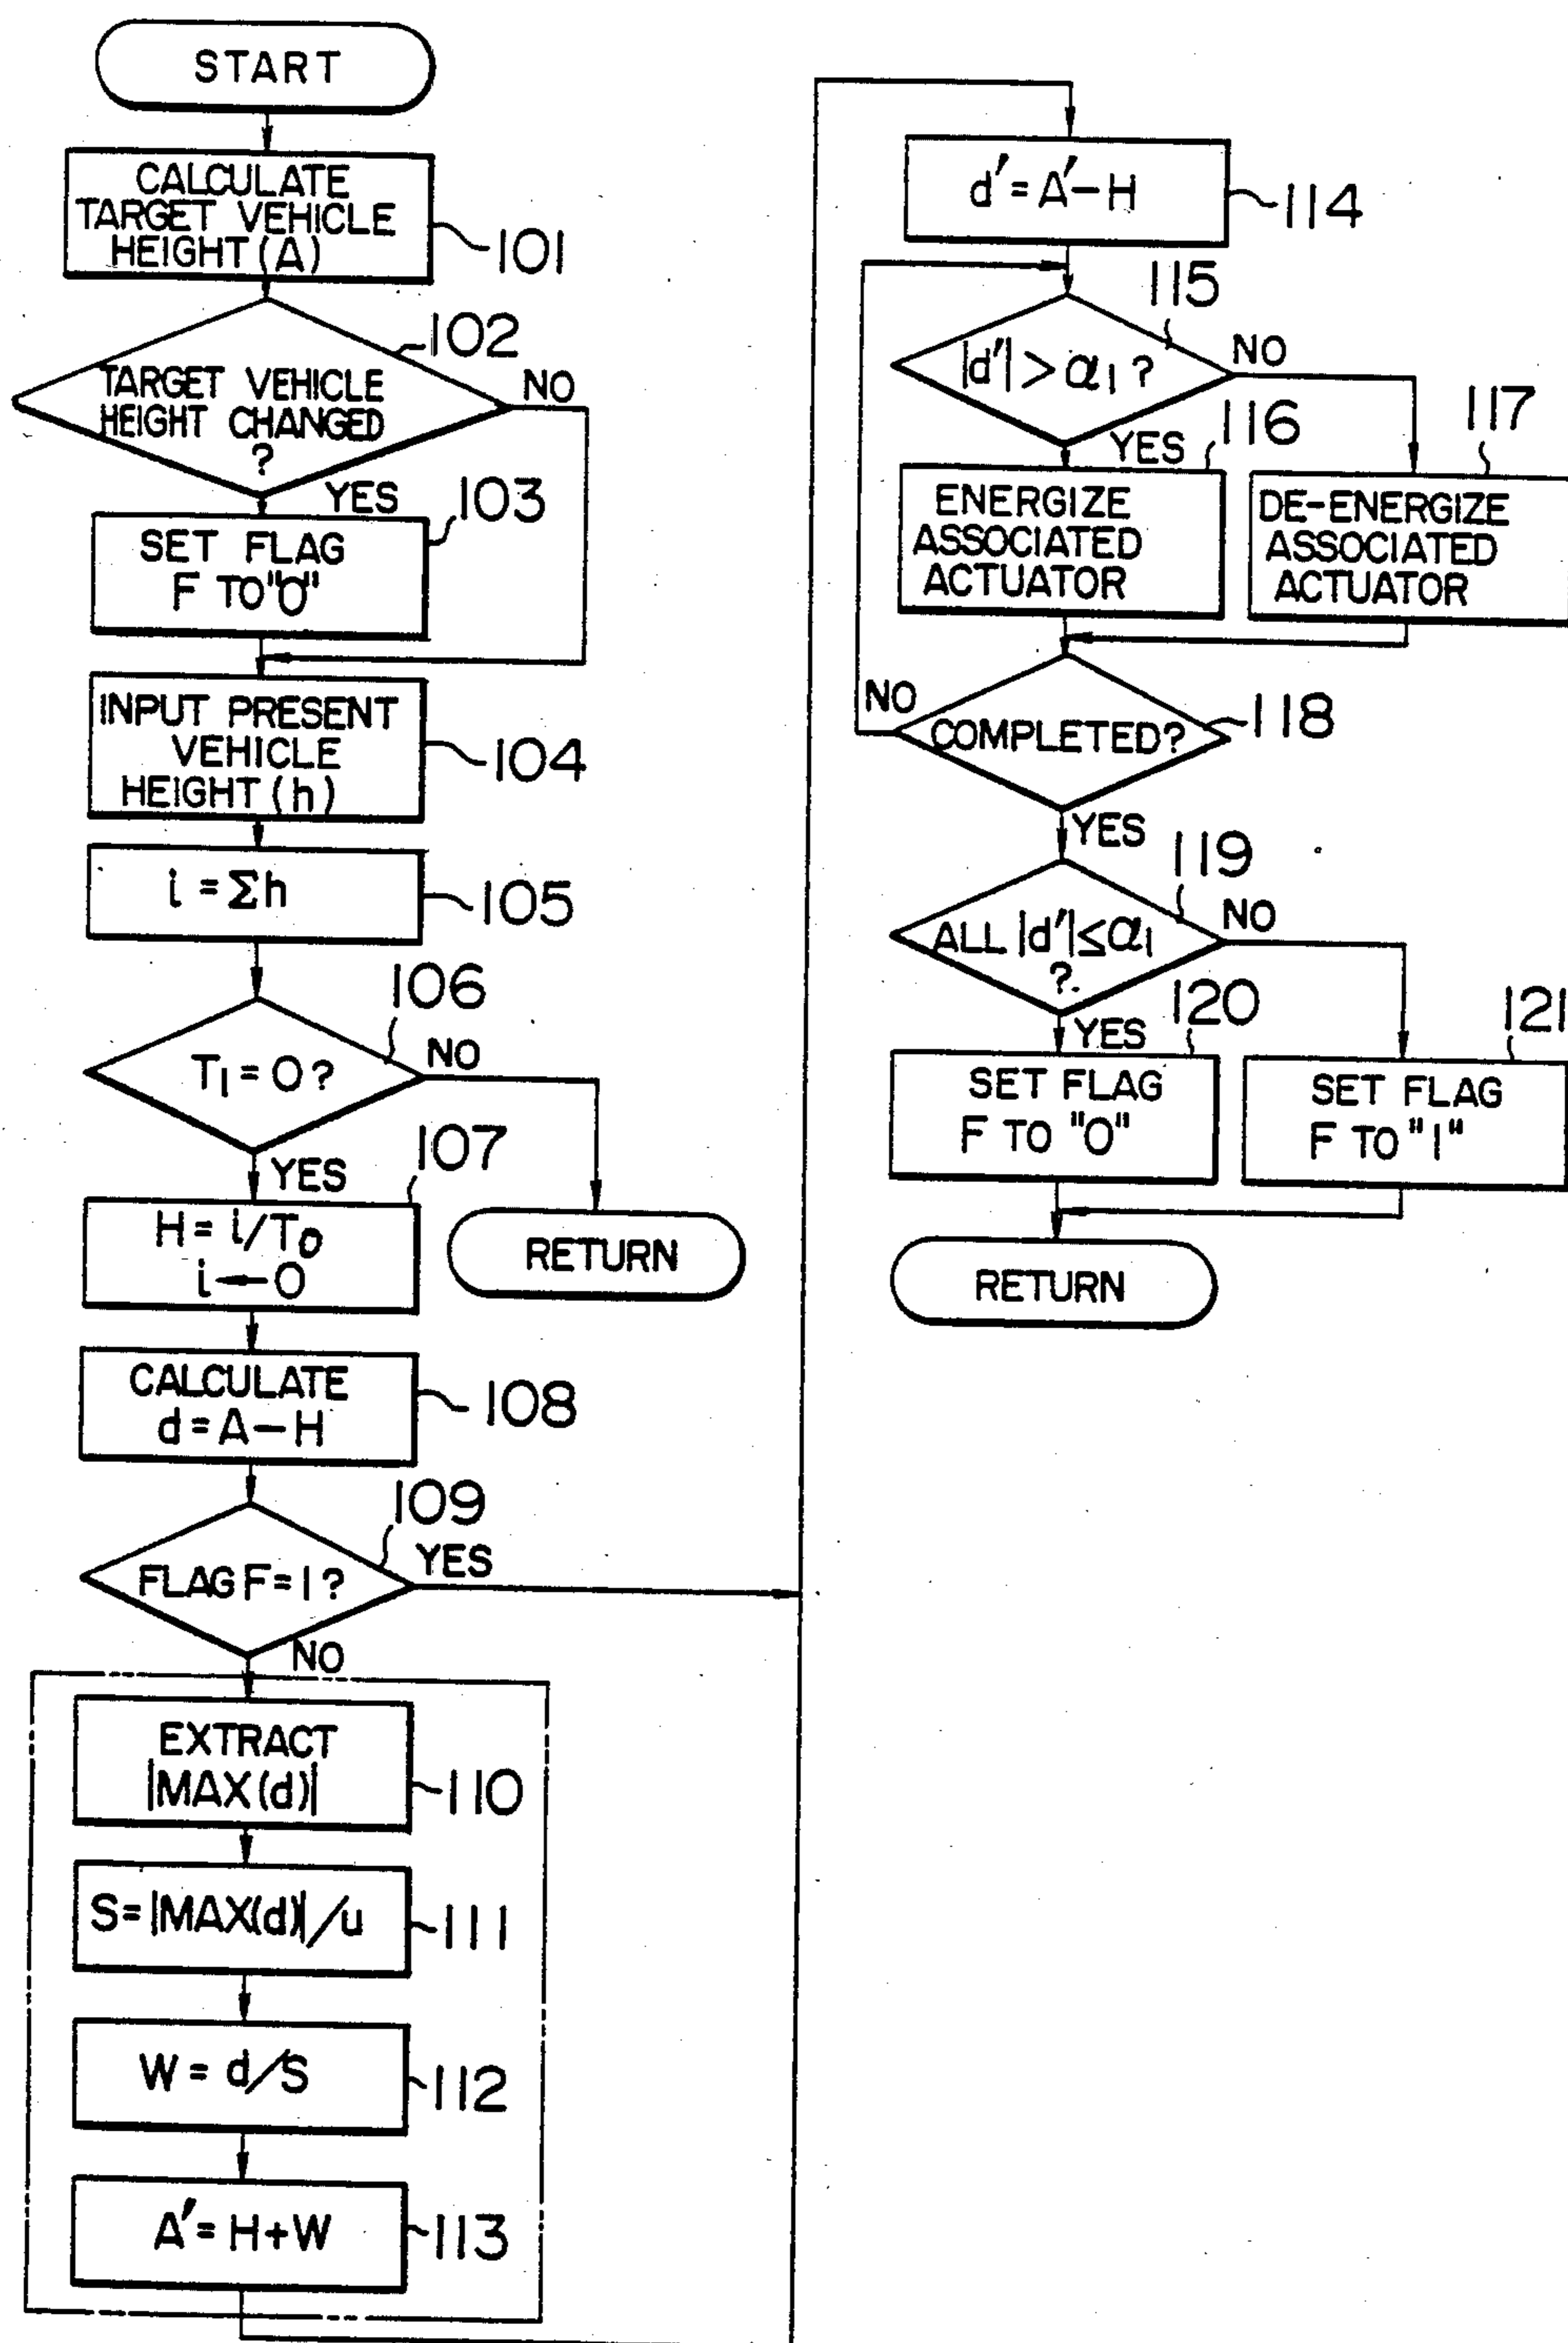 START
CALCULATE
TARGET VEHICLE
HEIGHT (A)
101
102
TARGET VEHICLE
HEIGHT CHANGED
?
NO
YES
103
SET FLAG
F TO "0"
INPUT PRESENT
VEHICLE
HEIGHT (h)
104
i = Σh
105
106
T1 = 0 ?
NO
YES
107
H = i/T0
i ← 0
RETURN
CALCULATE
d = A – H
108
109
FLAG F = 1 ?
YES
NO
EXTRACT
|MAX(d)|
110
S=|MAX(d)|/u
111
W = d/S
112
A' = H+W
113
d' = A' – H
114
115
|d'| > α1 ?
NO
YES
116
117
ENERGIZE
ASSOCIATED
ACTUATOR
DE-ENERGIZE
ASSOCIATED
ACTUATOR
NO
COMPLETED?
118
YES
119
ALL |d'| ≤ α1
?
NO
YES
120
121
SET FLAG
F TO "0"
SET FLAG
F TO "1"
RETURN